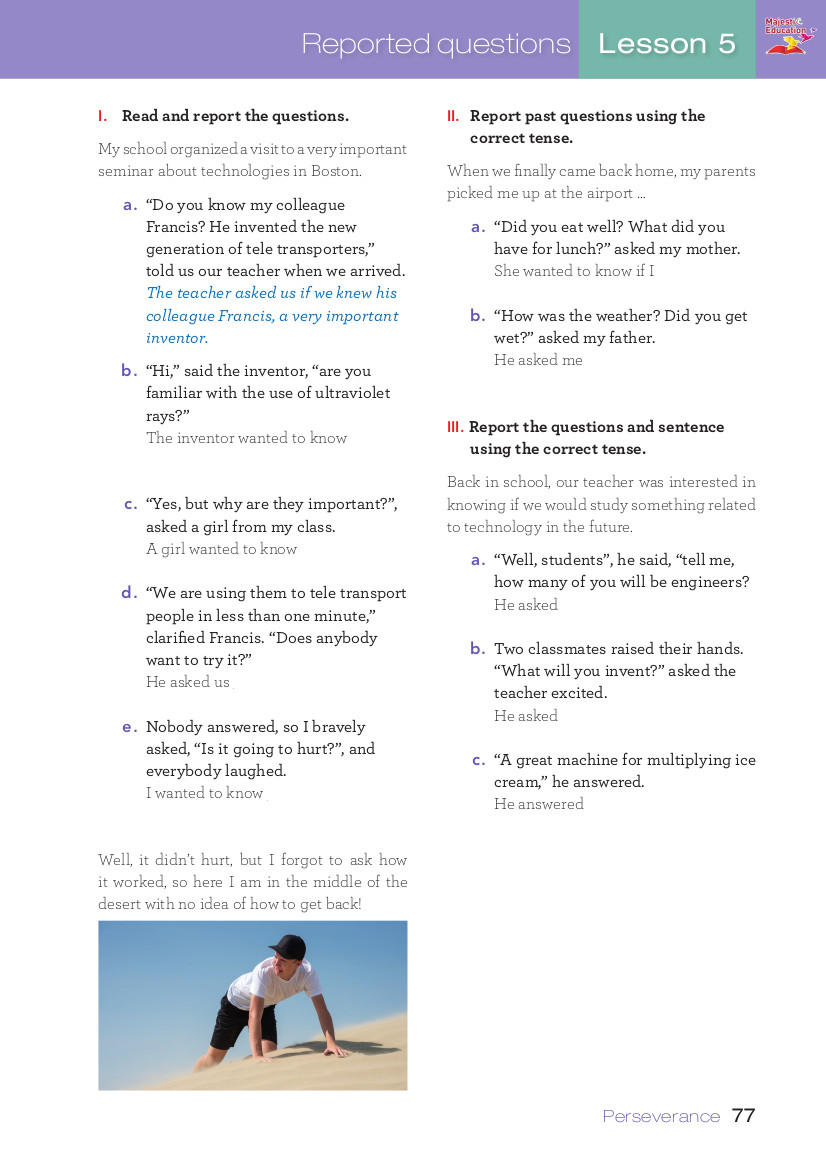 Reported questions
Lesson 5
Majestic
Education
I. Read and report the questions.
My school organized a visit to a very important
seminar about technologies in Boston.
a. “Do you know my colleague
Francis? He invented the new
generation of tele transporters,”
told us our teacher when we arrived.
The teacher asked us if we knew his
colleague Francis, a very important
inventor.
b. “Hi,” said the inventor, “are you
familiar with the use of ultraviolet
rays?”
The inventor wanted to know
c. “Yes, but why are they important?”,
asked a girl from my class.
A girl wanted to know
d. “We are using them to tele transport
people in less than one minute,”
clarified Francis. “Does anybody
want to try it?”
He asked us
e. Nobody answered, so I bravely
asked, “Is it going to hurt?”, and
everybody laughed.
I wanted to know
Well, it didn’t hurt, but I forgot to ask how
it worked, so here I am in the middle of the
desert with no idea of how to get back!
II. Report past questions using the
correct tense.
When we finally came back home, my parents
picked me up at the airport ...
a. “Did you eat well? What did you
have for lunch?” asked my mother.
She wanted to know if I
b. “How was the weather? Did you get
wet?” asked my father.
He asked me
III. Report the questions and sentence
using the correct tense.
Back in school, our teacher was interested in
knowing if we would study something related
to technology in the future.
a. “Well, students”, he said, “tell me,
how many of you will be engineers?
He asked
b. Two classmates raised their hands.
“What will you invent?” asked the
teacher excited.
He asked
c. “A great machine for multiplying ice
cream,” he answered.
He answered
Perseverance 77